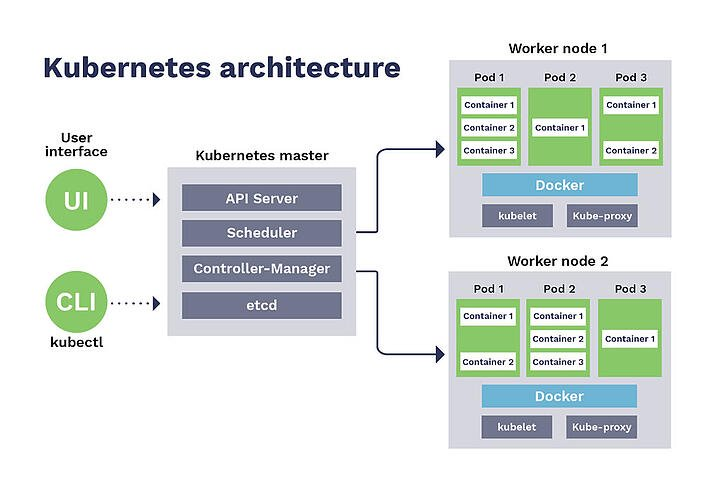 Kubernetes architecture
User
interface
UI
CLI
kubectl
Kubernetes master
API Server
Scheduler
Controller-Manager
etcd
Worker node 1
Pod 1
Pod 2
Pod 3
Container 1
Container 2
Container 3
Container 1
Container 1
Container 2
Docker
kubelet
Kube-proxy
Worker node 2
Pod 1
Pod 2
Pod 3
Container 1
Container 2
Container 1
Container 2
Container 3
Container 1
Docker
kubelet
Kube-proxy